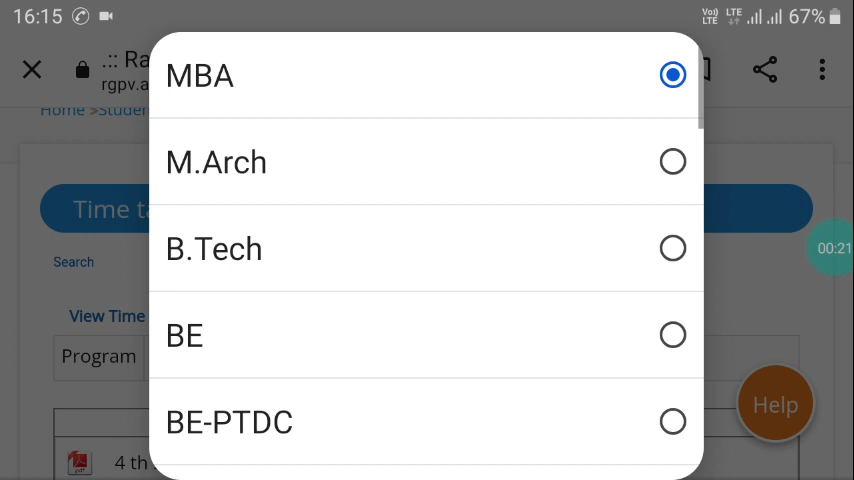 16:15 Vo) LTE LTE 67%
.:: Ra
rgpv.a
Home >Studen
MBA
M.Arch
B.Tech
BE
BE-PTDC
Time ta
Search
View Time
Program
4 th
00:21
Help